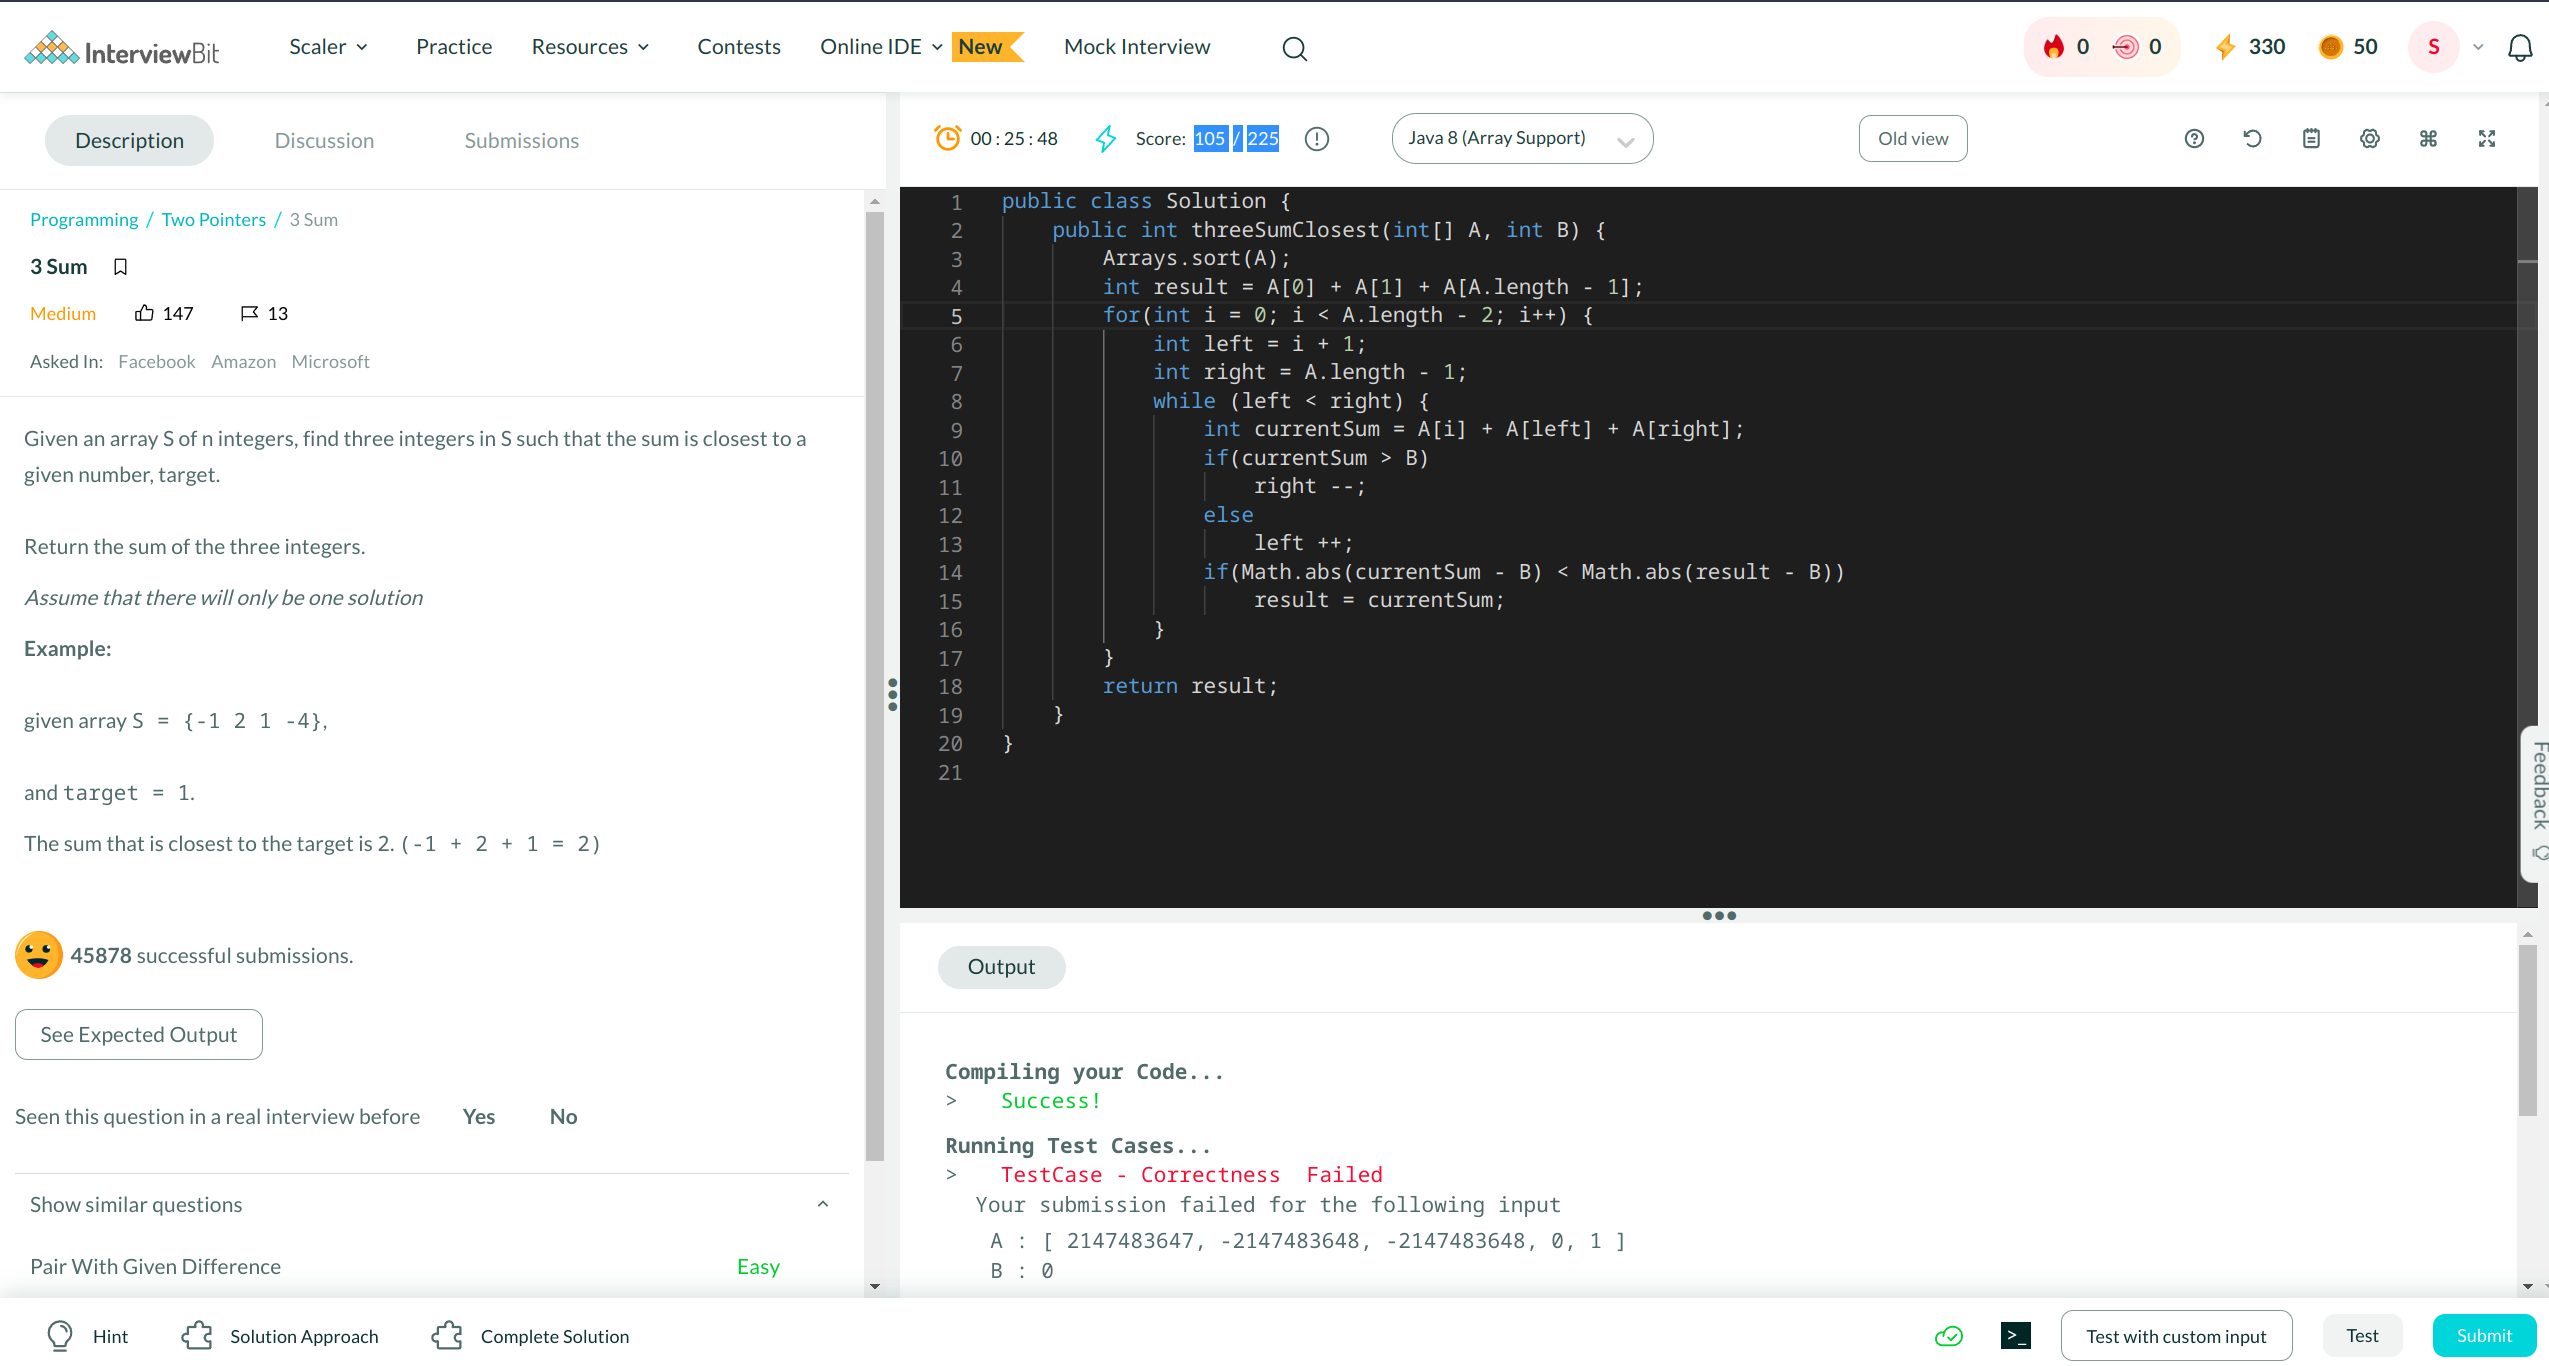 InterviewBit Scaler Practice Resources Contests Online IDE New Mock Interview 0 0 330 50 S
Description Discussion Submissions
Programming / Two Pointers / 3 Sum
3 Sum
Medium 147 13
Asked In: Facebook Amazon Microsoft
Given an array S of n integers, find three integers in S such that the sum is closest to a
given number, target.
Return the sum of the three integers.
Assume that there will only be one solution
Example:
given array S = {-1 2 1 -4},
and target = 1.
The sum that is closest to the target is 2. (-1 + 2 + 1 = 2)
45878 successful submissions.
See Expected Output
Seen this question in a real interview before Yes No
Show similar questions
Pair With Given Difference Easy
00 : 25 : 48 Score: 105 / 225 Java 8 (Array Support) Old view
1 public class Solution {
2 public int threeSumClosest(int[] A, int B) {
3 Arrays.sort(A);
4 int result = A[0] + A[1] + A[A.length - 1];
5 for(int i = 0; i < A.length - 2; i++) {
6 int left = i + 1;
7 int right = A.length - 1;
8 while (left < right) {
9 int currentSum = A[i] + A[left] + A[right];
10 if(currentSum > B)
11 right --;
12 else
13 left ++;
14 if(Math.abs(currentSum - B) < Math.abs(result - B))
15 result = currentSum;
16 }
17 }
18 return result;
19 }
20 }
21
Feedback
Output
Compiling your Code...
> Success!
Running Test Cases...
> TestCase - Correctness Failed
Your submission failed for the following input
A : [ 2147483647, -2147483648, -2147483648, 0, 1 ]
B : 0
Hint Solution Approach Complete Solution >_ Test with custom input Test Submit